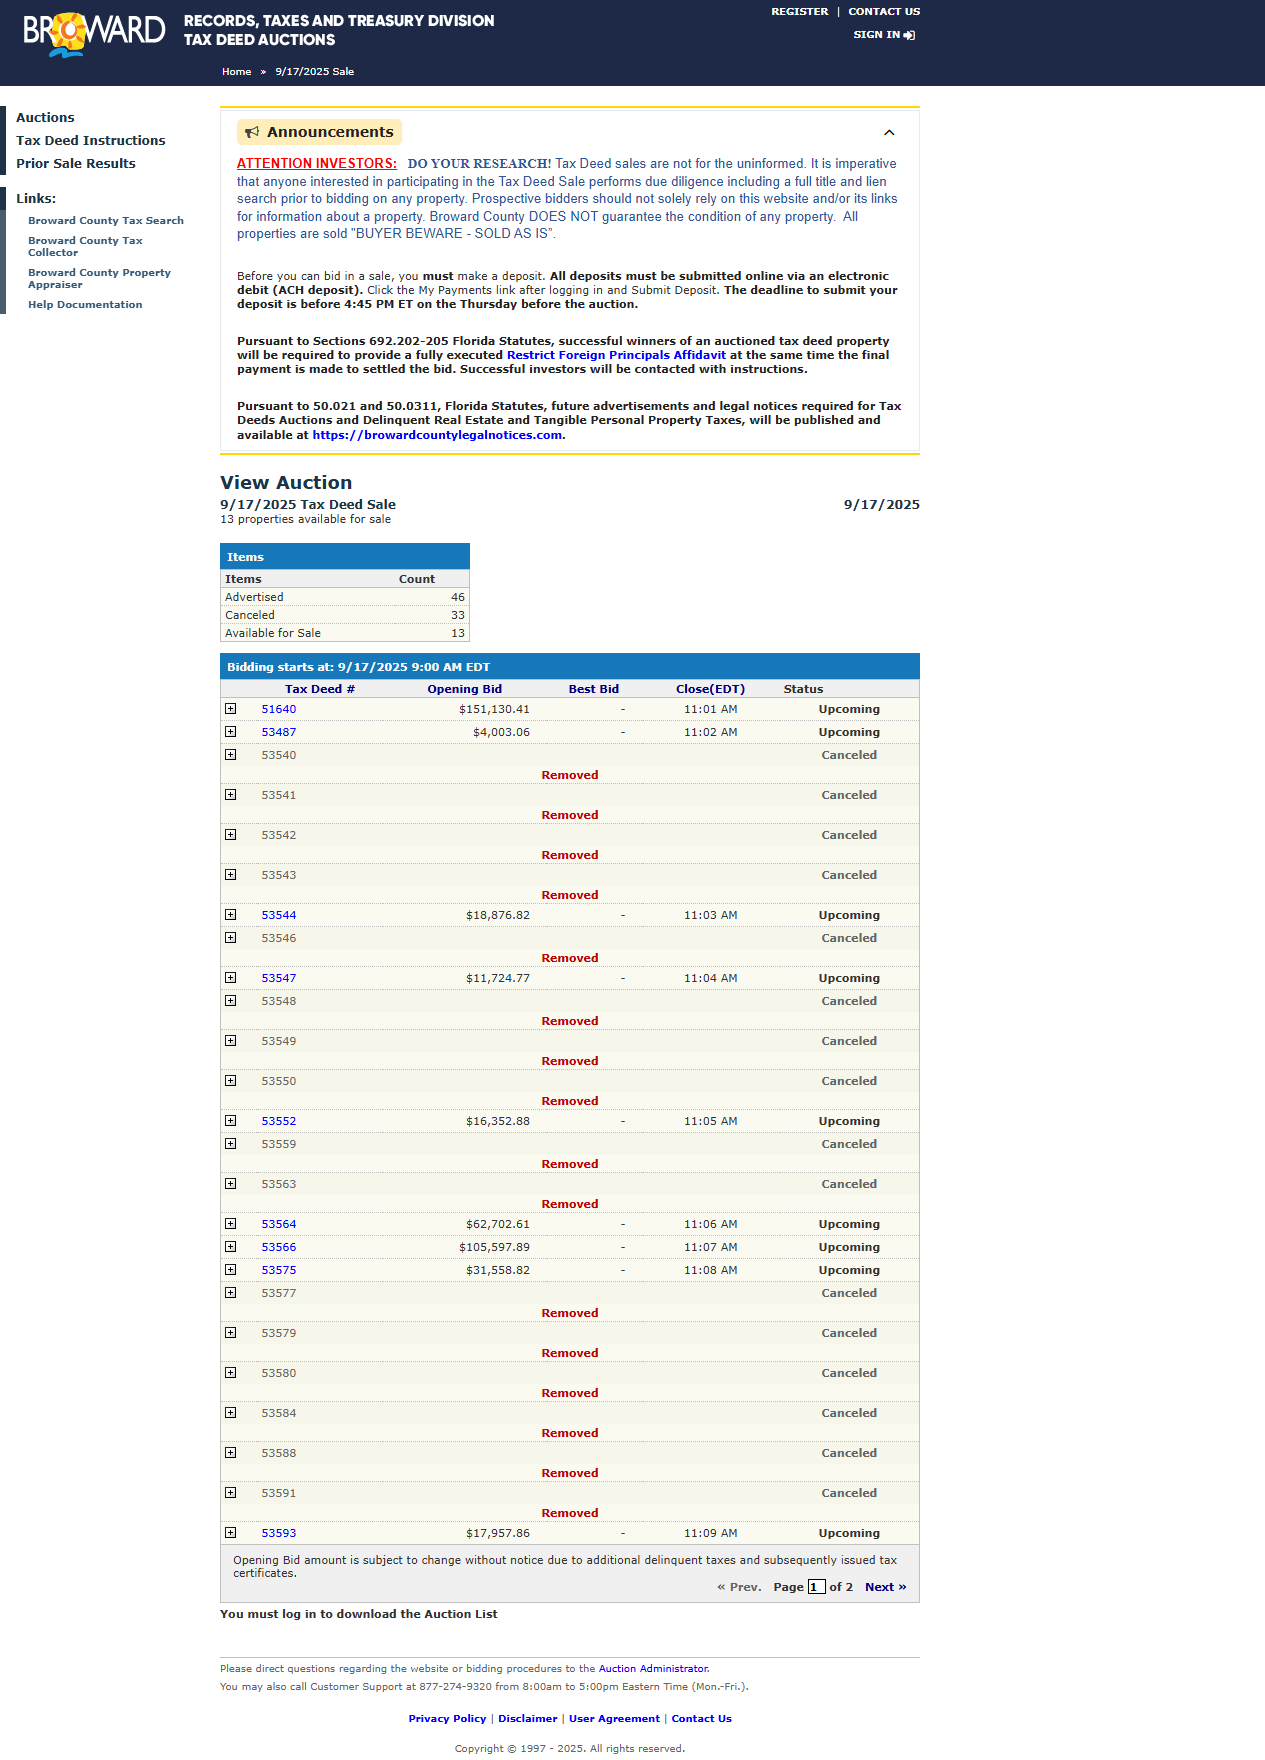 BROWARD
RECORDS, TAXES AND TREASURY DIVISION
TAX DEED AUCTIONS
REGISTER | CONTACT US
SIGN IN
Home » 9/17/2025 Sale
Auctions
Tax Deed Instructions
Prior Sale Results
Links:
Broward County Tax Search
Broward County Tax
Collector
Broward County Property
Appraiser
Help Documentation
Announcements
ATTENTION INVESTORS: DO YOUR RESEARCH! Tax Deed sales are not for the uninformed. It is imperative
that anyone interested in participating in the Tax Deed Sale performs due diligence including a full title and lien
search prior to bidding on any property. Prospective bidders should not solely rely on this website and/or its links
for information about a property. Broward County DOES NOT guarantee the condition of any property. All
properties are sold "BUYER BEWARE - SOLD AS IS”.
Before you can bid in a sale, you must make a deposit. All deposits must be submitted online via an electronic
debit (ACH deposit). Click the My Payments link after logging in and Submit Deposit. The deadline to submit your
deposit is before 4:45 PM ET on the Thursday before the auction.
Pursuant to Sections 692.202-205 Florida Statutes, successful winners of an auctioned tax deed property
will be required to provide a fully executed Restrict Foreign Principals Affidavit at the same time the final
payment is made to settled the bid. Successful investors will be contacted with instructions.
Pursuant to 50.021 and 50.0311, Florida Statutes, future advertisements and legal notices required for Tax
Deeds Auctions and Delinquent Real Estate and Tangible Personal Property Taxes, will be published and
available at https://browardcountylegalnotices.com.
View Auction
9/17/2025 Tax Deed Sale 9/17/2025
13 properties available for sale
Items
Items Count
Advertised 46
Canceled 33
Available for Sale 13
Bidding starts at: 9/17/2025 9:00 AM EDT
Tax Deed # Opening Bid Best Bid Close(EDT) Status
51640 $151,130.41 - 11:01 AM Upcoming
53487 $4,003.06 - 11:02 AM Upcoming
53540 Canceled
Removed
53541 Canceled
Removed
53542 Canceled
Removed
53543 Canceled
Removed
53544 $18,876.82 - 11:03 AM Upcoming
53546 Canceled
Removed
53547 $11,724.77 - 11:04 AM Upcoming
53548 Canceled
Removed
53549 Canceled
Removed
53550 Canceled
Removed
53552 $16,352.88 - 11:05 AM Upcoming
53559 Canceled
Removed
53563 Canceled
Removed
53564 $62,702.61 - 11:06 AM Upcoming
53566 $105,597.89 - 11:07 AM Upcoming
53575 $31,558.82 - 11:08 AM Upcoming
53577 Canceled
Removed
53579 Canceled
Removed
53580 Canceled
Removed
53584 Canceled
Removed
53588 Canceled
Removed
53591 Canceled
Removed
53593 $17,957.86 - 11:09 AM Upcoming
Opening Bid amount is subject to change without notice due to additional delinquent taxes and subsequently issued tax
certificates.
« Prev. Page 1 of 2 Next »
You must log in to download the Auction List
Please direct questions regarding the website or bidding procedures to the Auction Administrator.
You may also call Customer Support at 877-274-9320 from 8:00am to 5:00pm Eastern Time (Mon.-Fri.).
Privacy Policy | Disclaimer | User Agreement | Contact Us
Copyright © 1997 - 2025. All rights reserved.